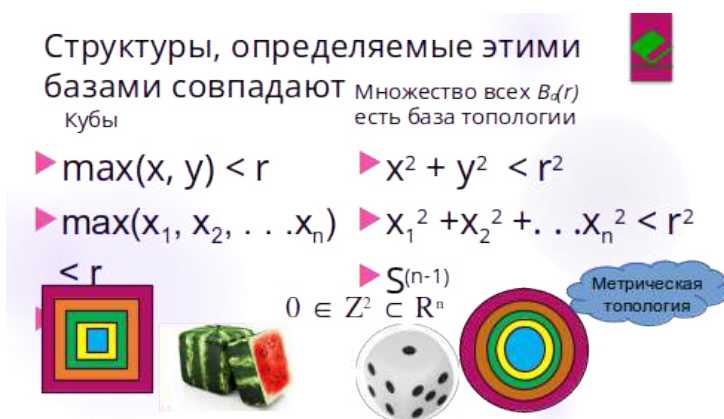 Структуры, определяемые этими
базами совпадают
Множество всех Bₐ(r)
есть база топологии
Кубы
max(x, y) < r
max(x₁, x₂, . . .xₙ)
< r
x² + y² < r²
x₁² +x₂² +. . .xₙ² < r²
S⁽ⁿ⁻¹⁾
0 ∈ Z² ⊂ Rⁿ
Метрическая
топология